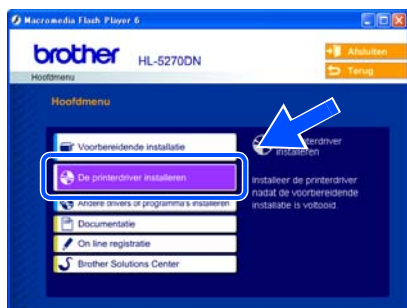 Macromedia Flash Player 6
brother HL-5270DN
Afsluiten
Terug
Hoofdmenu
Hoofdmenu
Voorbereidende installatie
De printerdriver installeren
Andere drivers of programma's installeren
Documentatie
On line registratie
Brother Solutions Center
installeren
Installeer de printerdriver
nadat de voorbereidende
installatie is voltooid.